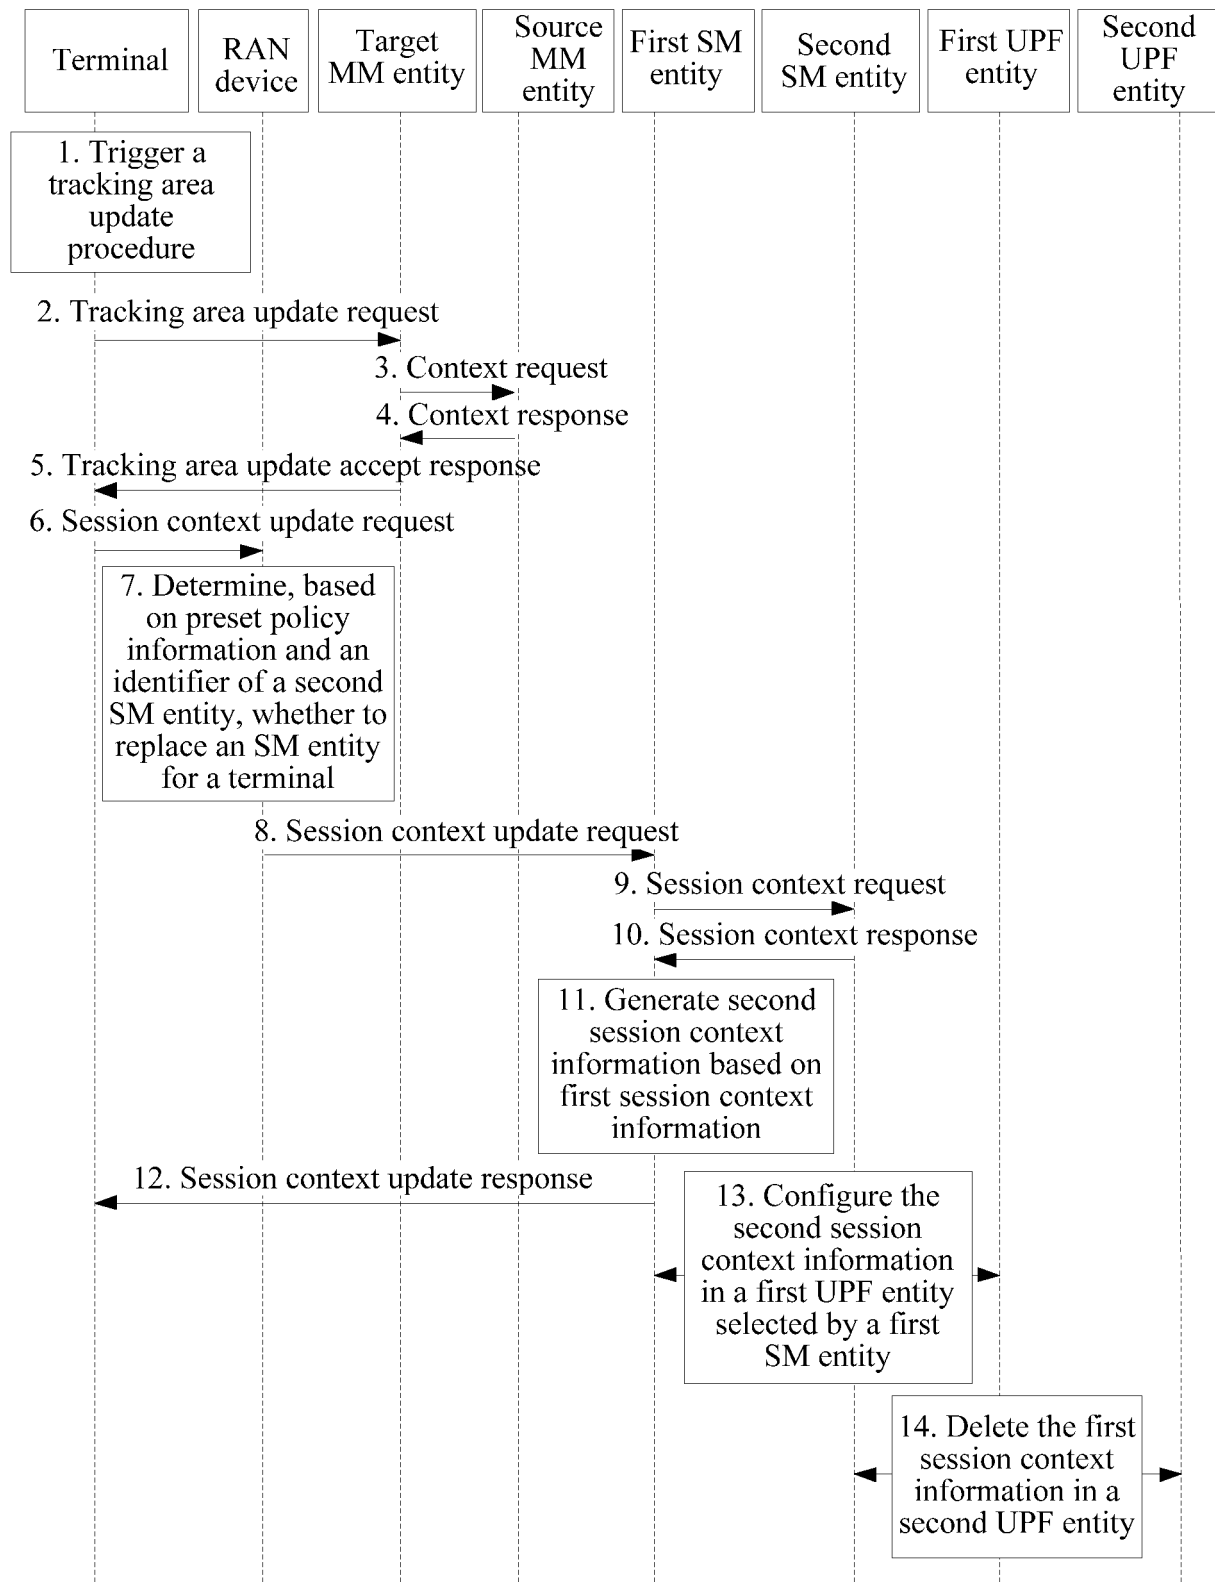 Terminal
RAN
device
Target
MM entity
Source
MM
entity
First SM
entity
Second
SM entity
First UPF
entity
Second
UPF
entity
1. Trigger a
tracking area
update
procedure
2. Tracking area update request
3. Context request
4. Context response
5. Tracking area update accept response
6. Session context update request
7. Determine, based
on preset policy
information and an
identifier of a second
SM entity, whether to
replace an SM entity
for a terminal
8. Session context update request
9. Session context request
10. Session context response
11. Generate second
session context
information based on
first session context
information
12. Session context update response
13. Configure the
second session
context information
in a first UPF entity
selected by a first
SM entity
14. Delete the first
session context
information in a
second UPF entity